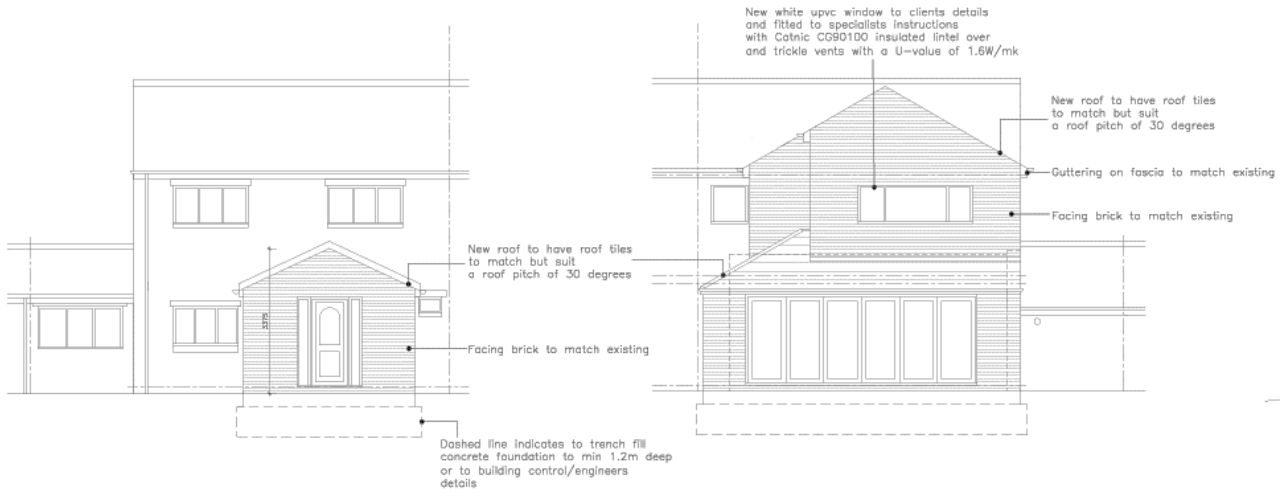 New white upvc window to clients details
and fitted to specialists instructions
with Catnic CG90100 insulated lintel over
and trickle vents with a U-value of 1.6W/mk
New roof to have roof tiles
to match but suit
a roof pitch of 30 degrees
Guttering on fascia to match existing
Facing brick to match existing
New roof to have roof tiles
to match but suit
a roof pitch of 30 degrees
3375
Facing brick to match existing
Dashed line indicates to trench fill
concrete foundation to min 1.2m deep
or to building control/engineers
details